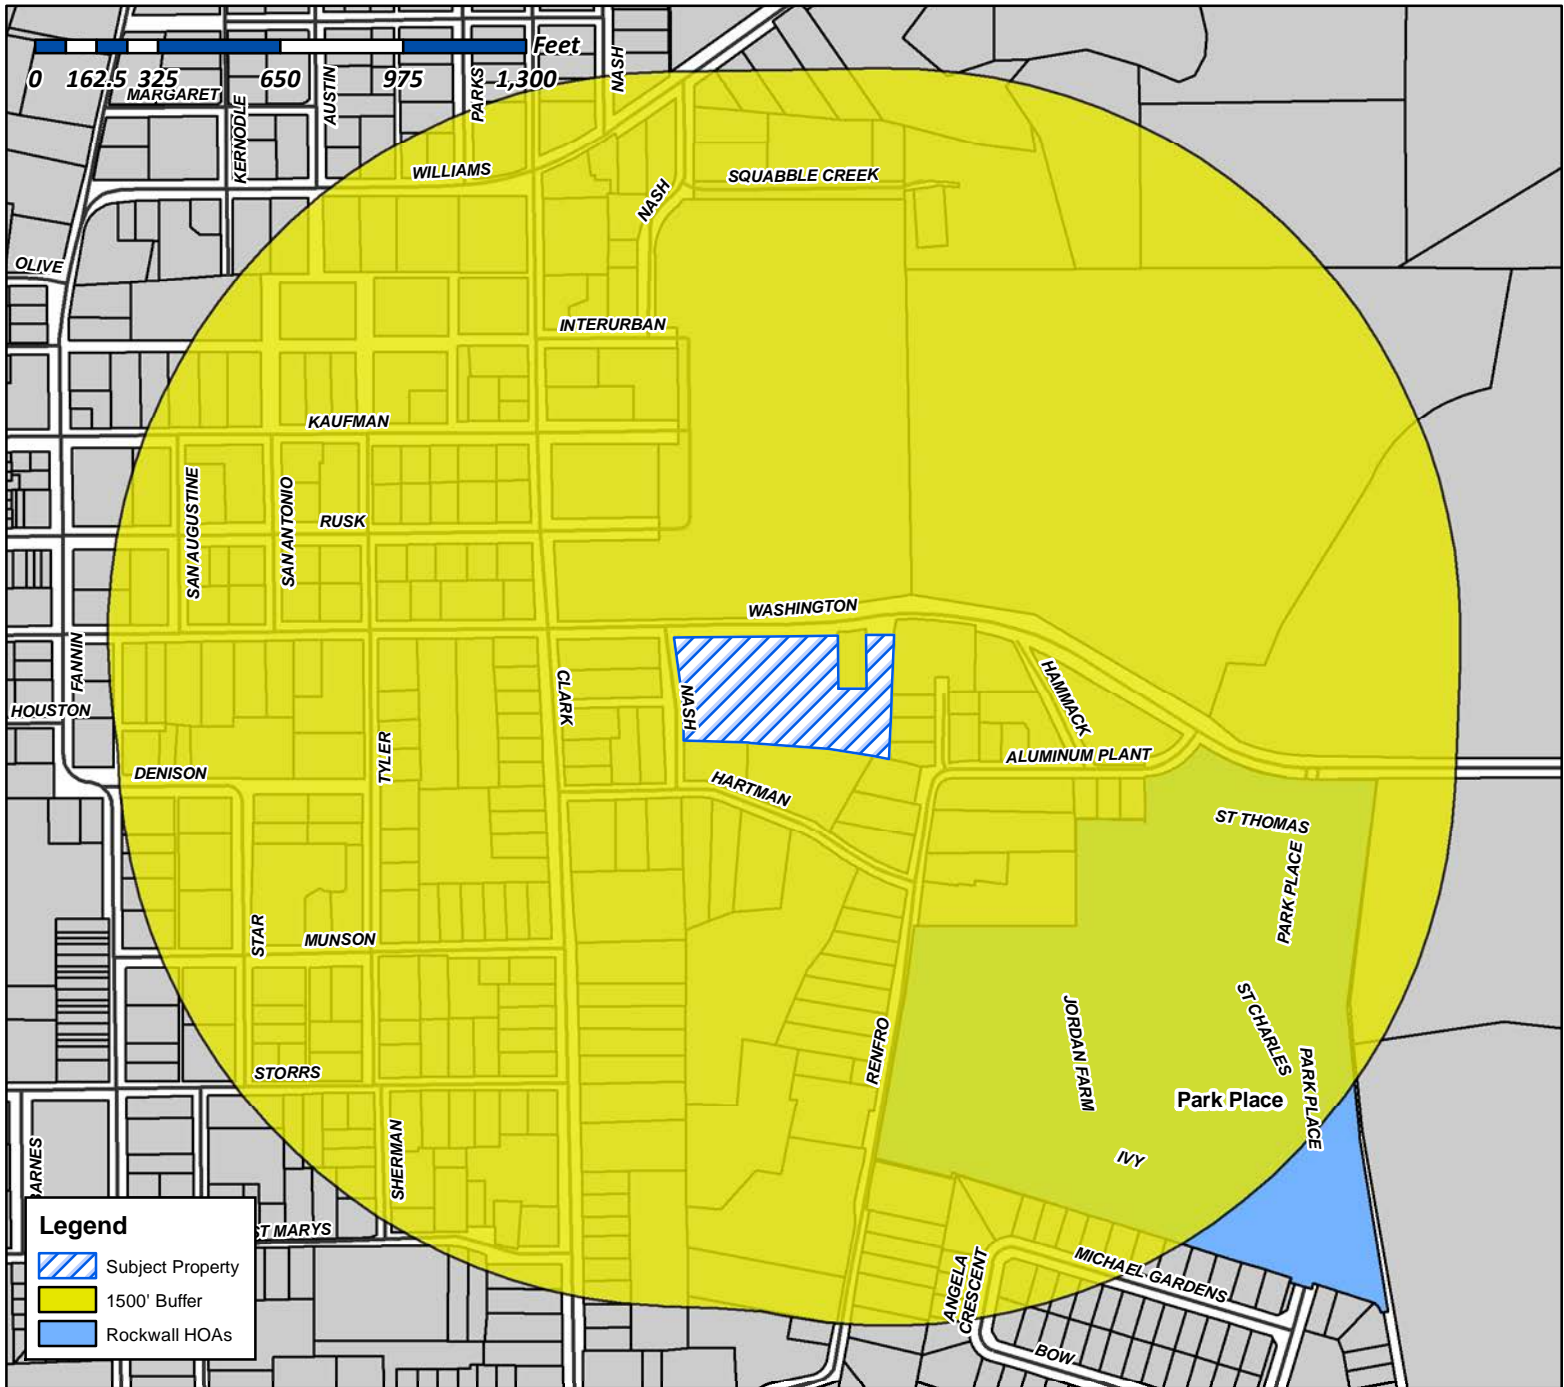 Feet
0 162.5 325 650 975 1,300
MARGARET
KERNODLE
AUSTIN
PARKS
NASH
WILLIAMS
NASH
SQUABBLE CREEK
OLIVE
INTERURBAN
KAUFMAN
SAN AUGUSTINE
SAN ANTONIO
RUSK
WASHINGTON
FANNIN
HOUSTON
CLARK
NASH
HAMMACK
TYLER
DENISON
ALUMINUM PLANT
HARTMAN
ST THOMAS
PARK PLACE
STAR
MUNSON
JORDAN FARM
ST CHARLES
RENFRO
STORRS
PARK PLACE
Park Place
SHERMAN
IVY
BARNES
ST MARYS
ANGELA
CRESCENT
MICHAEL GARDENS
BOW
Legend
Subject Property
1500' Buffer
Rockwall HOAs